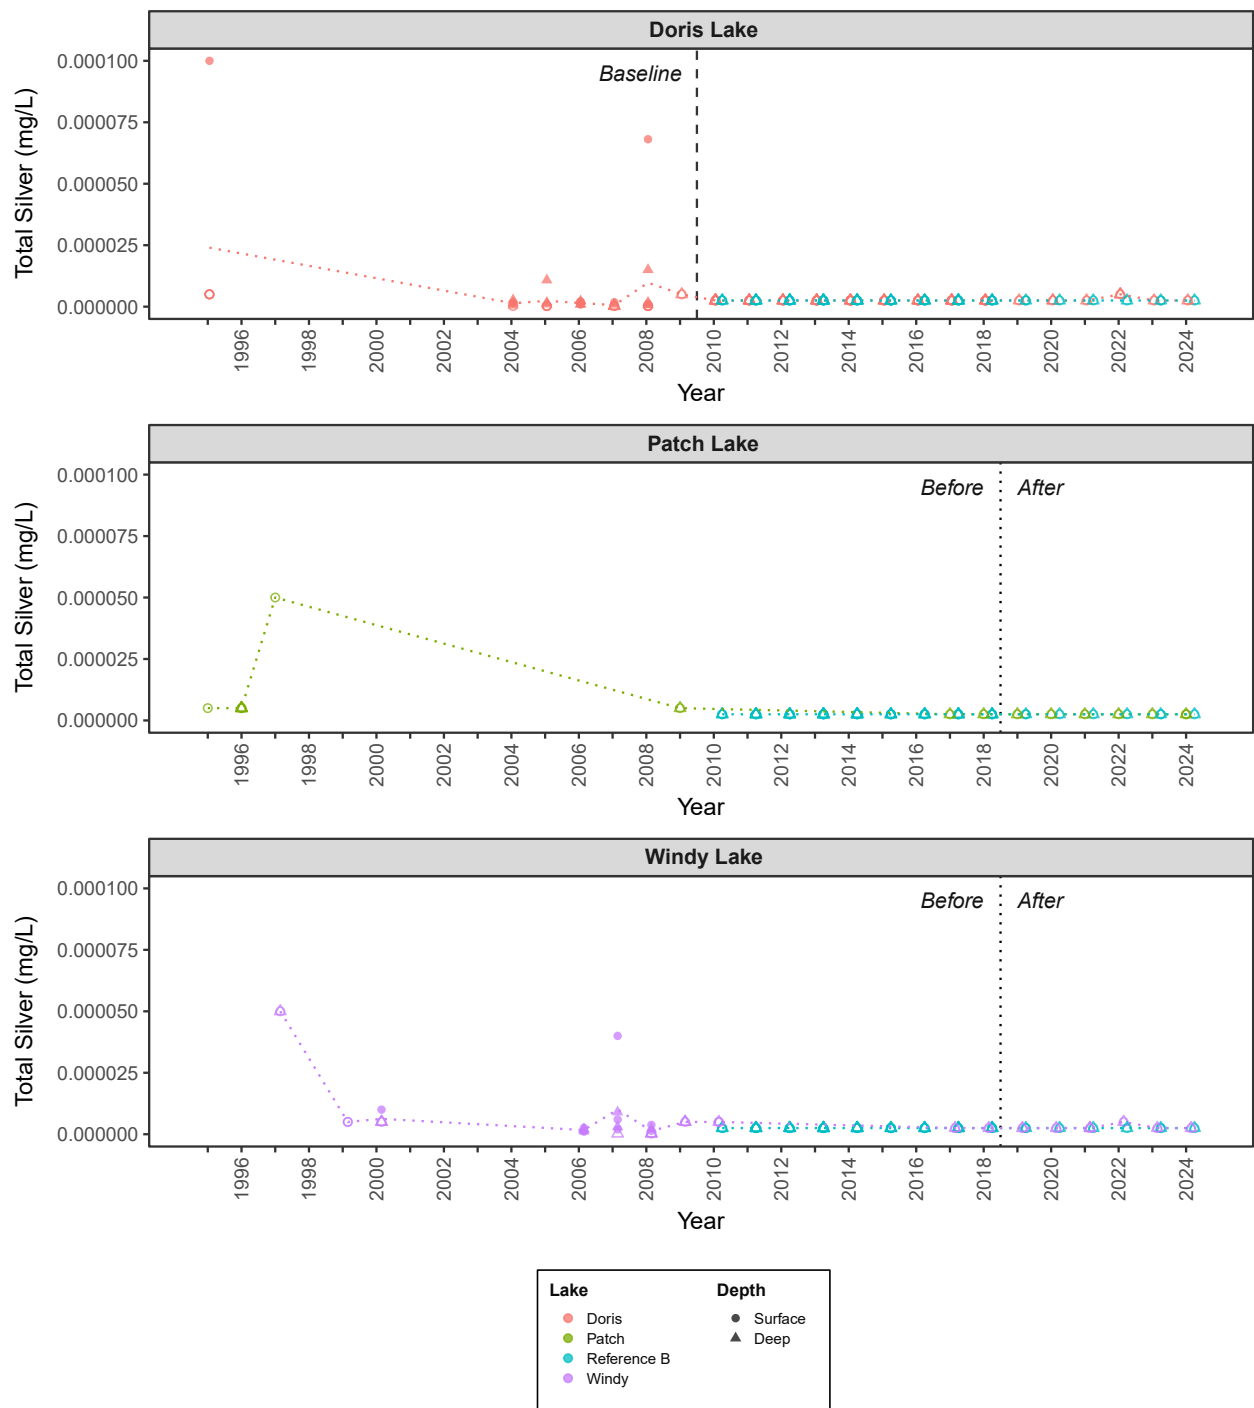 Doris Lake
Total Silver (mg/L)
0.000100
0.000075
0.000050
0.000025
0.000000
Baseline
1996 1998 2000 2002 2004 2006 2008 2010 2012 2014 2016 2018 2020 2022 2024
Year
Patch Lake
Total Silver (mg/L)
0.000100
0.000075
0.000050
0.000025
0.000000
Before After
1996 1998 2000 2002 2004 2006 2008 2010 2012 2014 2016 2018 2020 2022 2024
Year
Windy Lake
Total Silver (mg/L)
0.000100
0.000075
0.000050
0.000025
0.000000
Before After
1996 1998 2000 2002 2004 2006 2008 2010 2012 2014 2016 2018 2020 2022 2024
Year
Lake
Doris
Patch
Reference B
Windy
Depth
Surface
Deep